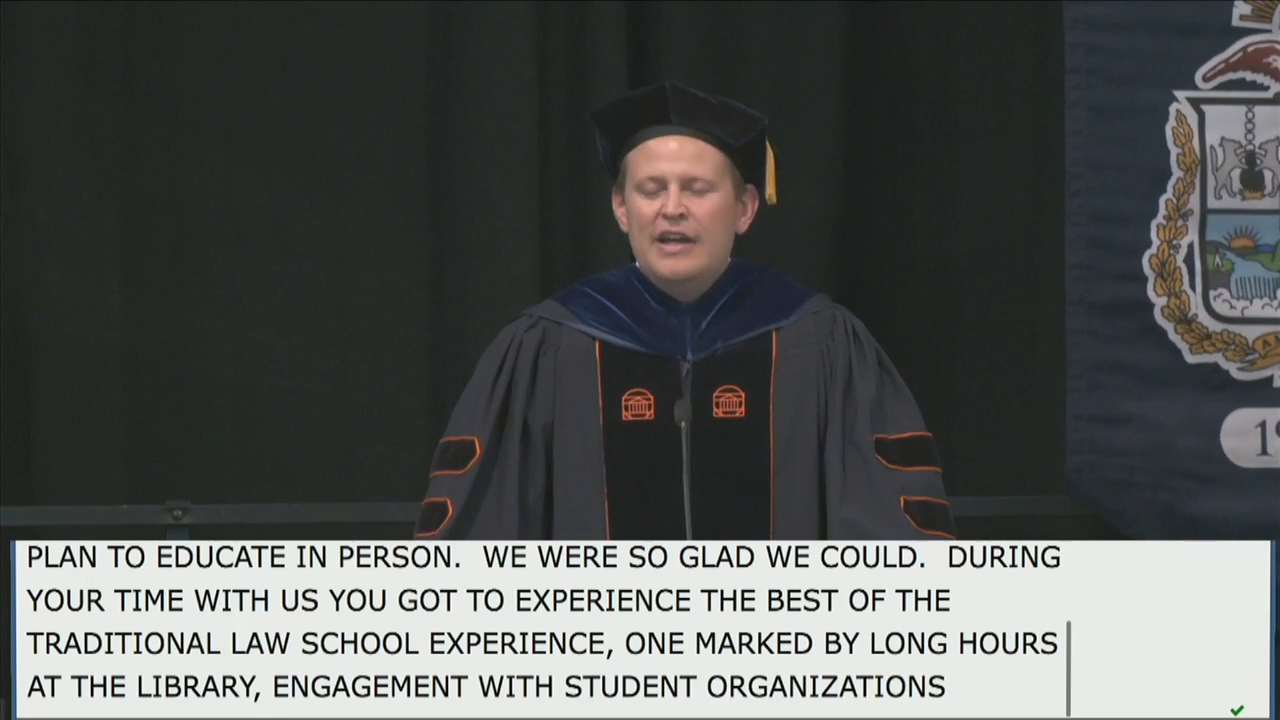 PLAN TO EDUCATE IN PERSON.  WE WERE SO GLAD WE COULD.  DURING
YOUR TIME WITH US YOU GOT TO EXPERIENCE THE BEST OF THE
TRADITIONAL LAW SCHOOL EXPERIENCE, ONE MARKED BY LONG HOURS
AT THE LIBRARY, ENGAGEMENT WITH STUDENT ORGANIZATIONS